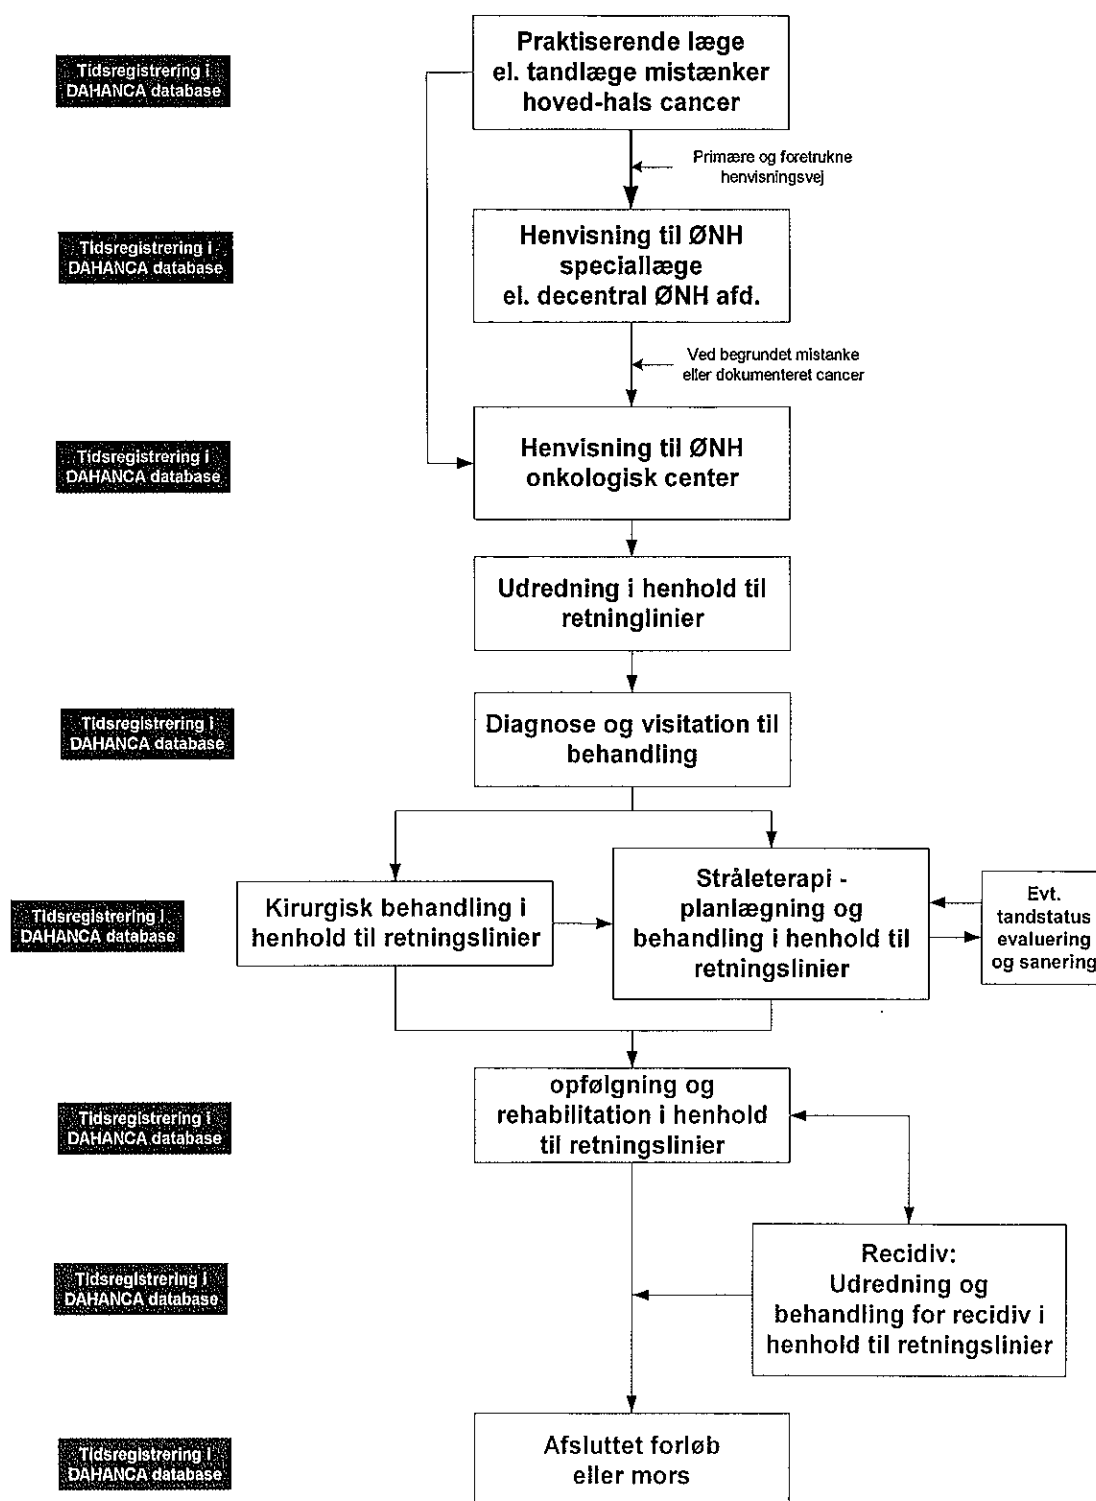 Praktiserende læge
el. tandlæge mistænker
hoved-hals cancer
Tidsregistrering i
DAHANCA database
Primære og foretrukne
henvisningsvej
Henvisning til ØNH
speciallæge
el. decentral ØNH afd.
Tidsregistrering i
DAHANCA database
Ved begrundet mistanke
eller dokumenteret cancer
Henvisning til ØNH
onkologisk center
Tidsregistrering i
DAHANCA database
Udredning i henhold til
retninglinier
Diagnose og visitation til
behandling
Tidsregistrering i
DAHANCA database
Tidsregistrering i
DAHANCA database
Kirurgisk behandling i
henhold til retningslinier
Stråleterapi -
planlægning og
behandling i henhold til
retningslinier
Evt.
tandstatus
evaluering
og sanering
opfølgning og
rehabilitation i henhold
til retningslinier
Tidsregistrering i
DAHANCA database
Recidiv:
Udredning og
behandling for recidiv i
henhold til retningslinier
Tidsregistrering i
DAHANCA database
Afsluttet forløb
eller mors
Tidsregistrering i
DAHANCA database